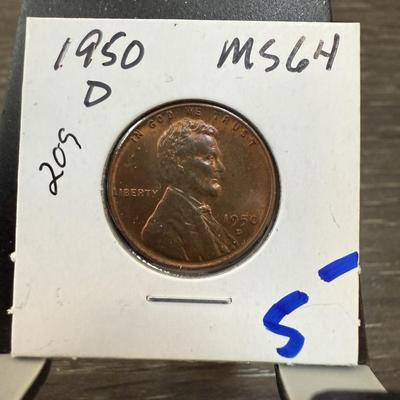 1950 MS64
D
209
IN GOD WE TRUST
LIBERTY
1950
D
5-